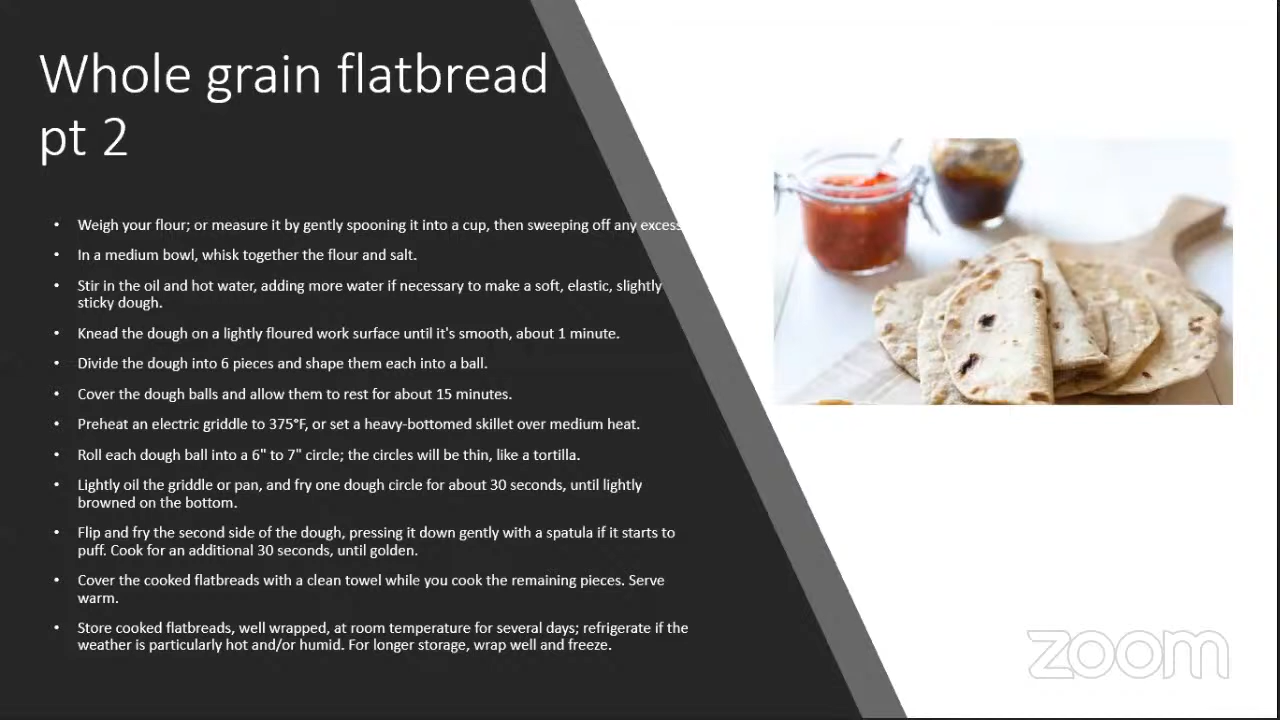 Whole grain flatbread
pt 2
• Weigh your flour; or measure it by gently spooning it into a cup, then sweeping off any excess
• In a medium bowl, whisk together the flour and salt.
• Stir in the oil and hot water, adding more water if necessary to make a soft, elastic, slightly
sticky dough.
• Knead the dough on a lightly floured work surface until it's smooth, about 1 minute.
• Divide the dough into 6 pieces and shape them each into a ball.
• Cover the dough balls and allow them to rest for about 15 minutes.
• Preheat an electric griddle to 375°F, or set a heavy-bottomed skillet over medium heat.
• Roll each dough ball into a 6" to 7" circle; the circles will be thin, like a tortilla.
• Lightly oil the griddle or pan, and fry one dough circle for about 30 seconds, until lightly
browned on the bottom.
• Flip and fry the second side of the dough, pressing it down gently with a spatula if it starts to
puff. Cook for an additional 30 seconds, until golden.
• Cover the cooked flatbreads with a clean towel while you cook the remaining pieces. Serve
warm.
• Store cooked flatbreads, well wrapped, at room temperature for several days; refrigerate if the
weather is particularly hot and/or humid. For longer storage, wrap well and freeze.
zoom